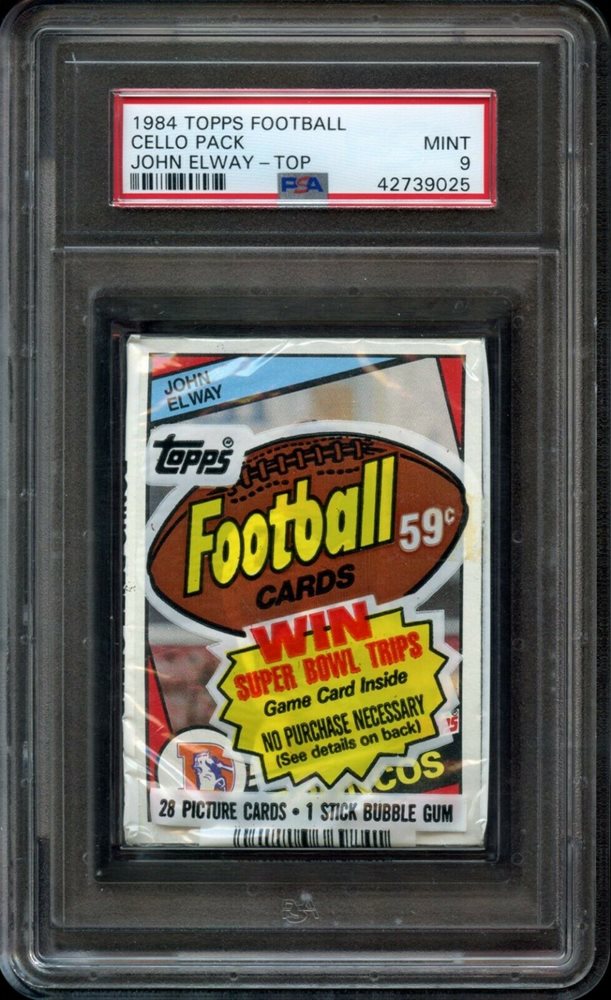 1984 TOPPS FOOTBALL
CELLO PACK MINT
JOHN ELWAY - TOP 9
PSA 42739025
JOHN
ELWAY
topps
Football 59¢
CARDS
WIN
SUPER BOWL TRIPS
Game Card Inside
NO PURCHASE NECESSARY
(See details on back)
28 PICTURE CARDS • 1 STICK BUBBLE GUM
PSA